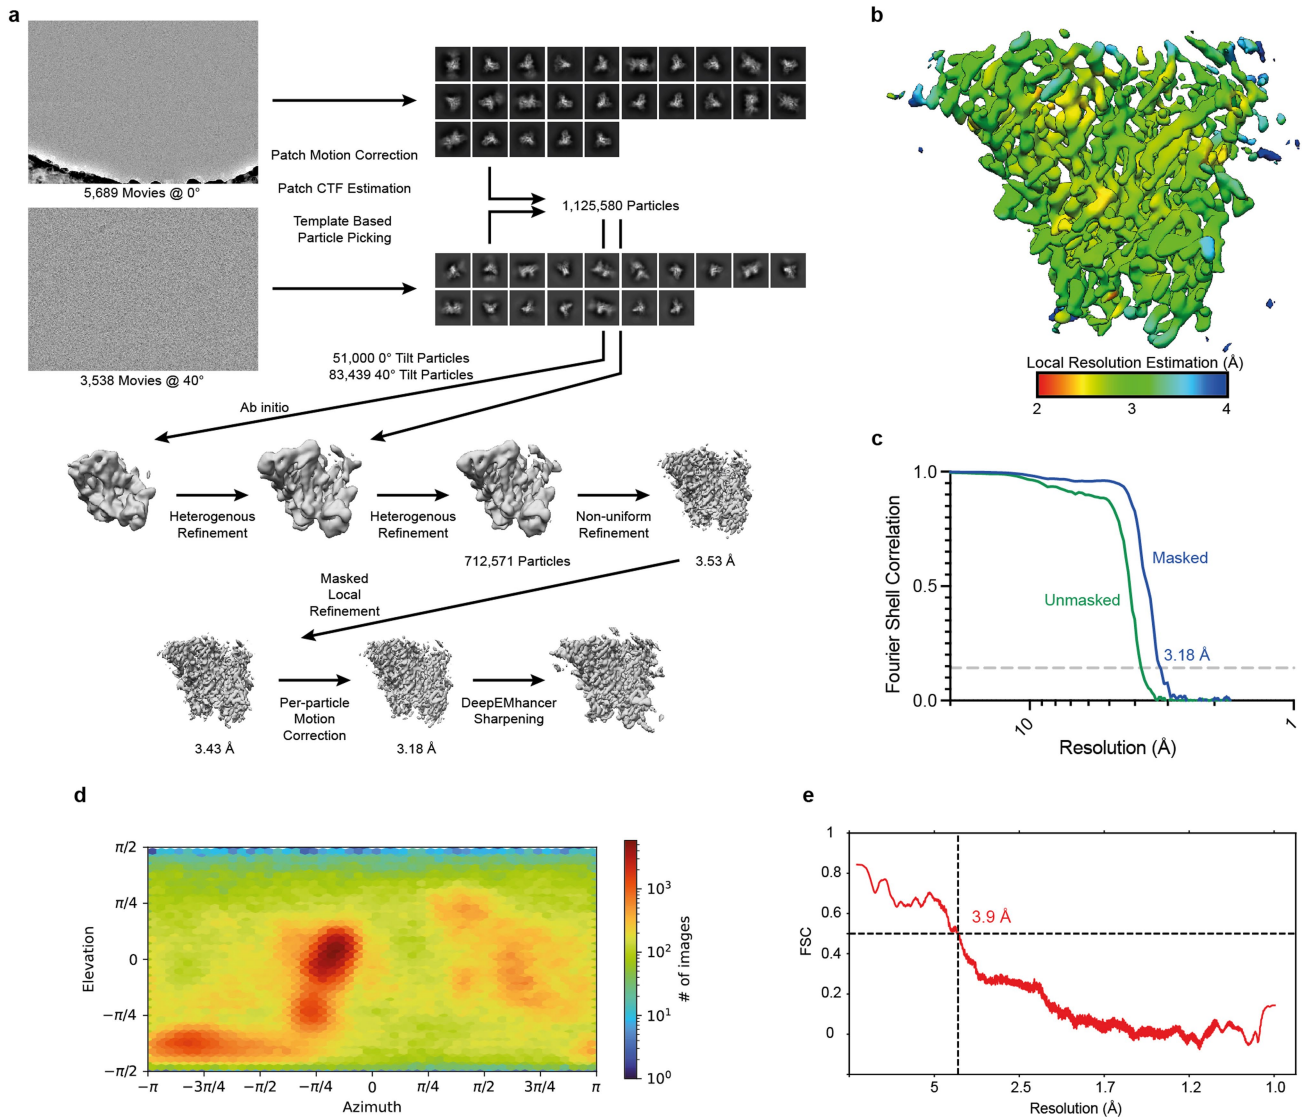 a
5,689 Movies @ 0°
3,538 Movies @ 40°
Patch Motion Correction
Patch CTF Estimation
Template Based
Particle Picking
1,125,580 Particles
51,000 0° Tilt Particles
83,439 40° Tilt Particles
Ab initio
Heterogenous
Refinement
Heterogenous
Refinement
Non-uniform
Refinement
712,571 Particles
3.53 Å
Masked
Local
Refinement
Per-particle
Motion
Correction
DeepEMhancer
Sharpening
3.43 Å
3.18 Å
b
Local Resolution Estimation (Å)
2 3 4
c
Fourier Shell Correlation
1.0
0.5
0.0
Masked
Unmasked
3.18 Å
10 1
Resolution (Å)
d
Elevation
π/2
π/4
0
−π/4
−π/2
−π −3π/4 −π/2 −π/4 0 π/4 π/2 3π/4 π
Azimuth
10³
10²
10¹
10⁰
# of images
e
FSC
1
0.8
0.6
0.4
0.2
0
3.9 Å
5 2.5 1.7 1.2 1.0
Resolution (Å)